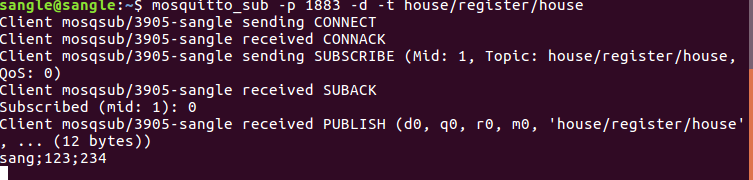 sangle@sangle:~$ mosquitto_sub -p 1883 -d -t house/register/house
Client mosqsub/3905-sangle sending CONNECT
Client mosqsub/3905-sangle received CONNACK
Client mosqsub/3905-sangle sending SUBSCRIBE (Mid: 1, Topic: house/register/house,
QoS: 0)
Client mosqsub/3905-sangle received SUBACK
Subscribed (mid: 1): 0
Client mosqsub/3905-sangle received PUBLISH (d0, q0, r0, m0, 'house/register/house'
, ... (12 bytes))
sang;123;234